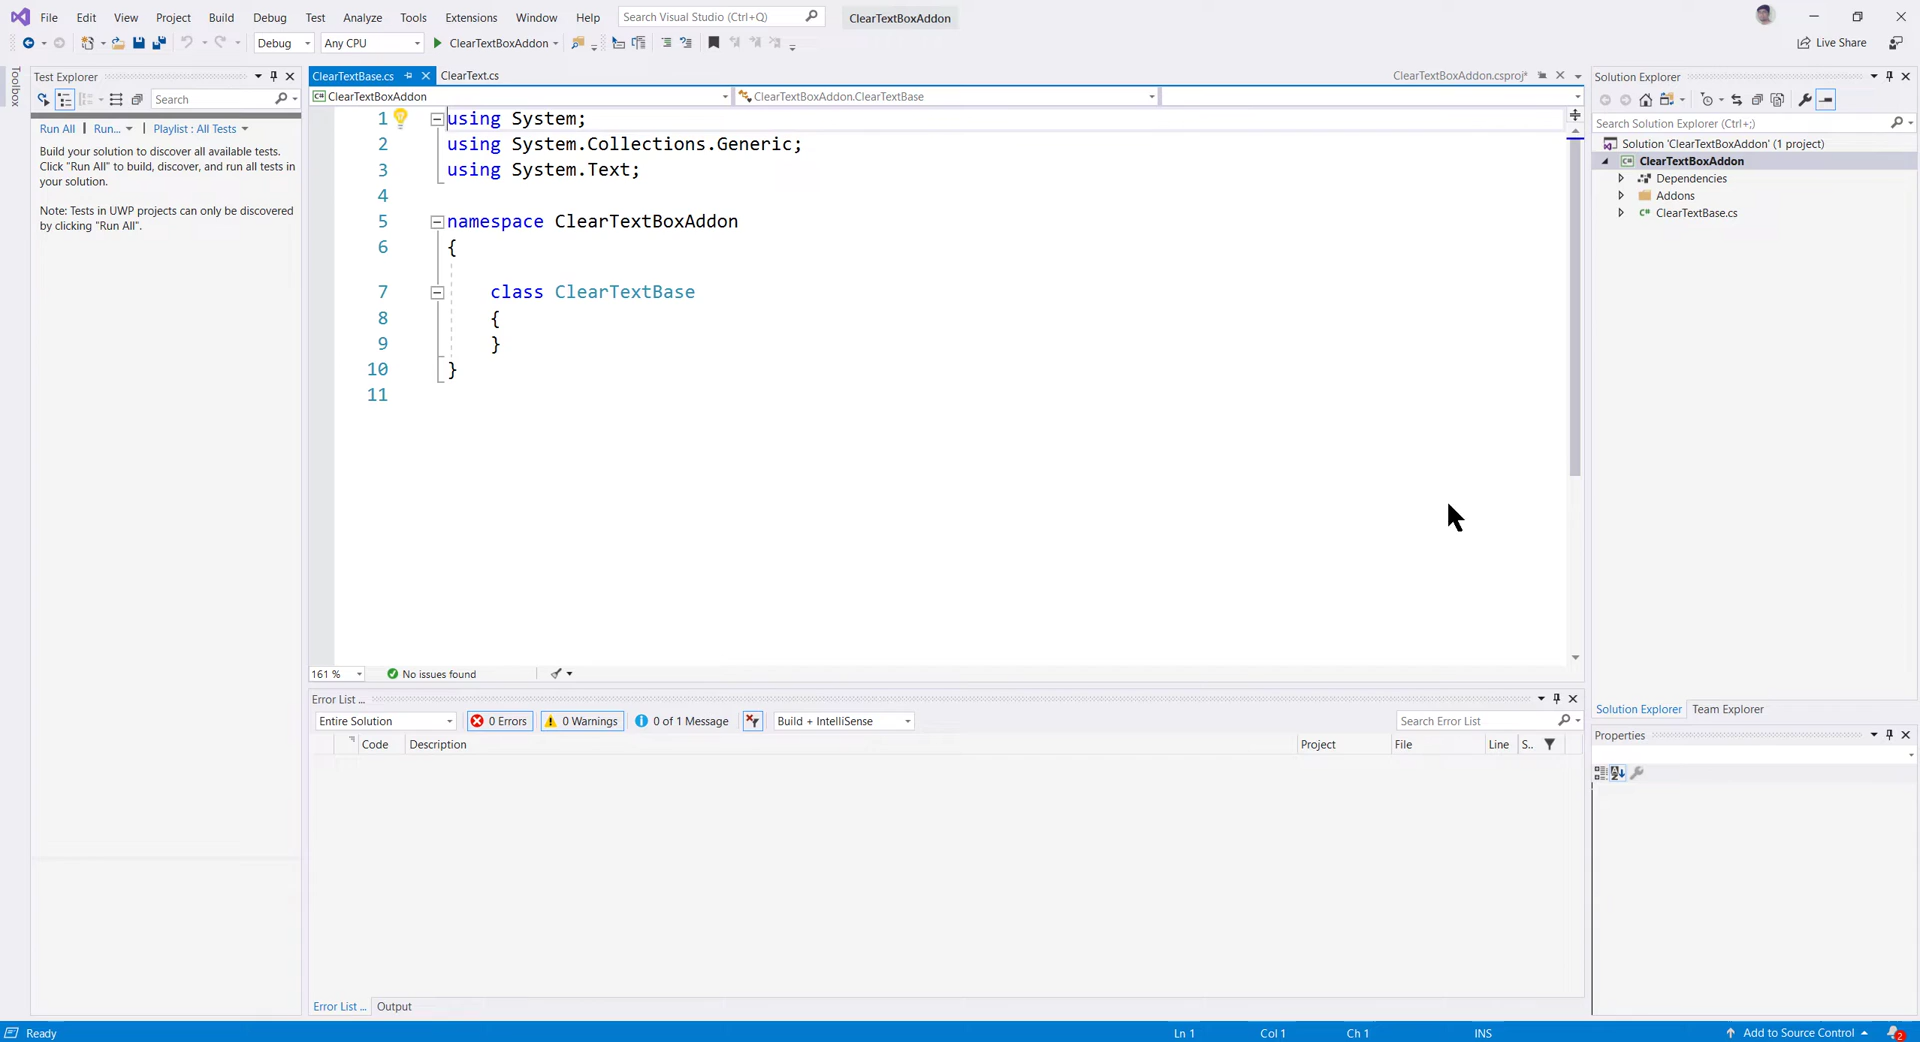 File Edit View Project Build Debug Test Analyze Tools Extensions Window Help Search Visual Studio (Ctrl+Q) ClearTextBoxAddon
Debug Any CPU ClearTextBoxAddon Live Share
Toolbox
Test Explorer
Search
Run All Run... Playlist : All Tests
Build your solution to discover all available tests.
Click "Run All" to build, discover, and run all tests in
your solution.
Note: Tests in UWP projects can only be discovered
by clicking "Run All".
ClearTextBase.cs ClearText.cs ClearTextBoxAddon.csproj*
ClearTextBoxAddon ClearTextBoxAddon.ClearTextBase
1 using System;
2 using System.Collections.Generic;
3 using System.Text;
4
5 namespace ClearTextBoxAddon
6 {
7 class ClearTextBase
8 {
9 }
10 }
11
161 % No issues found
Error List ...
Entire Solution 0 Errors 0 Warnings 0 of 1 Message Build + IntelliSense Search Error List
Code Description Project File Line S..
Error List ... Output
Solution Explorer
Search Solution Explorer (Ctrl+;)
Solution 'ClearTextBoxAddon' (1 project)
ClearTextBoxAddon
Dependencies
Addons
ClearTextBase.cs
Solution Explorer Team Explorer
Properties
Ready Ln 1 Col 1 Ch 1 INS Add to Source Control 2